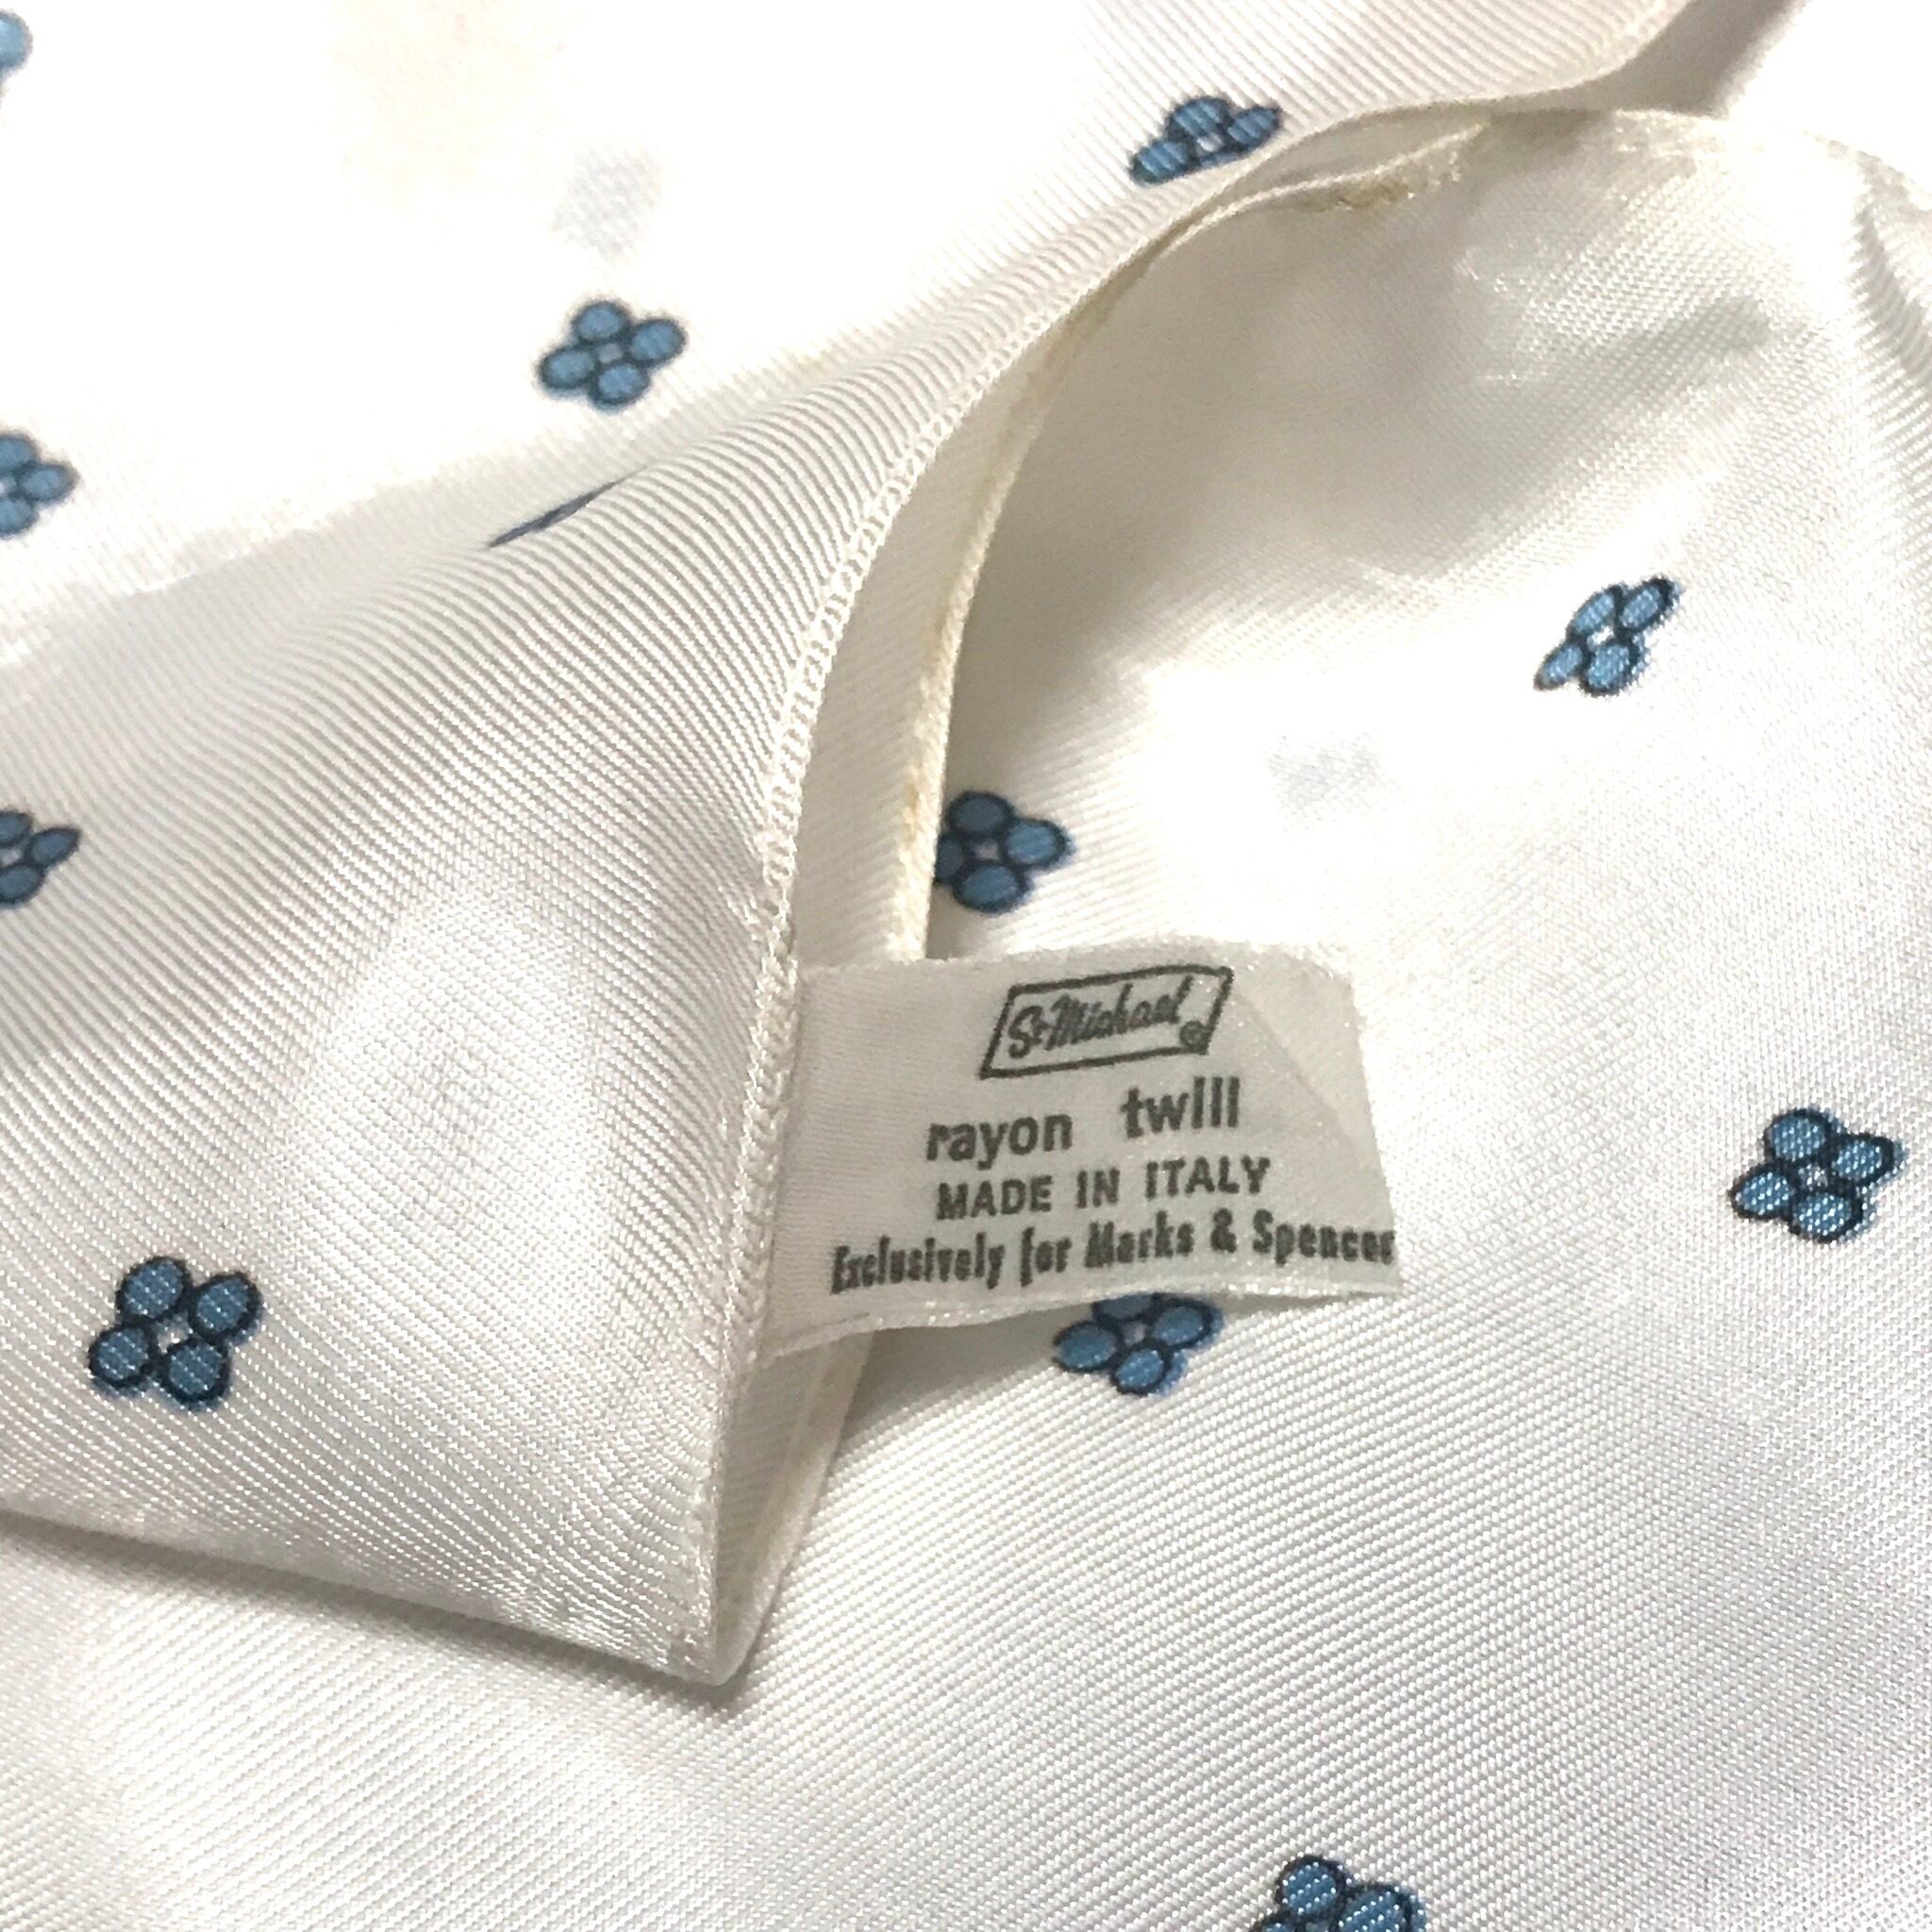 St Michael ®
rayon twill
MADE IN ITALY
Exclusively for Marks & Spencer